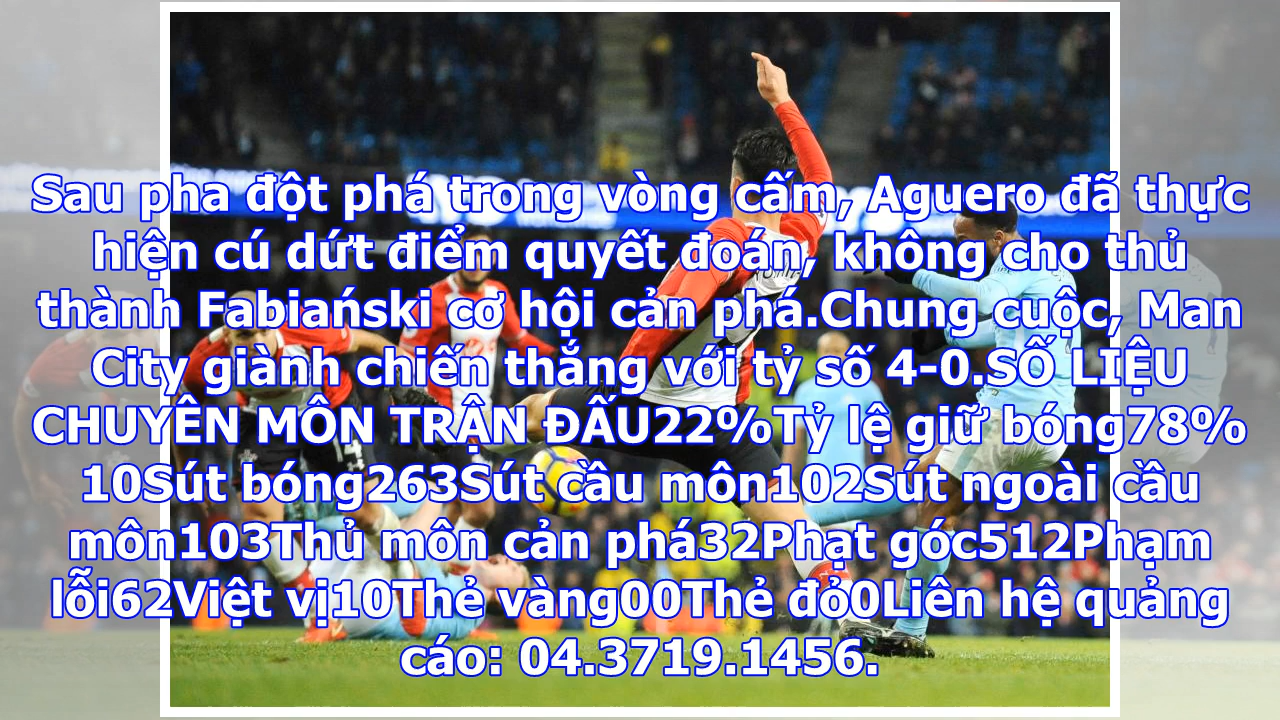 Sau pha đột phá trong vòng cấm, Aguero đã thực
hiện cú dứt điểm quyết đoán, không cho thủ
thành Fabiański cơ hội cản phá.Chung cuộc, Man
City giành chiến thắng với tỷ số 4-0.SỐ LIỆU
CHUYÊN MÔN TRẬN ĐẤU22%Tỷ lệ giữ bóng78%
10Sút bóng263Sút cầu môn102Sút ngoài cầu
môn103Thủ môn cản phá32Phạt góc512Phạm
lỗi62Việt vị10Thẻ vàng00Thẻ đỏ0Liên hệ quảng
cáo: 04.3719.1456.